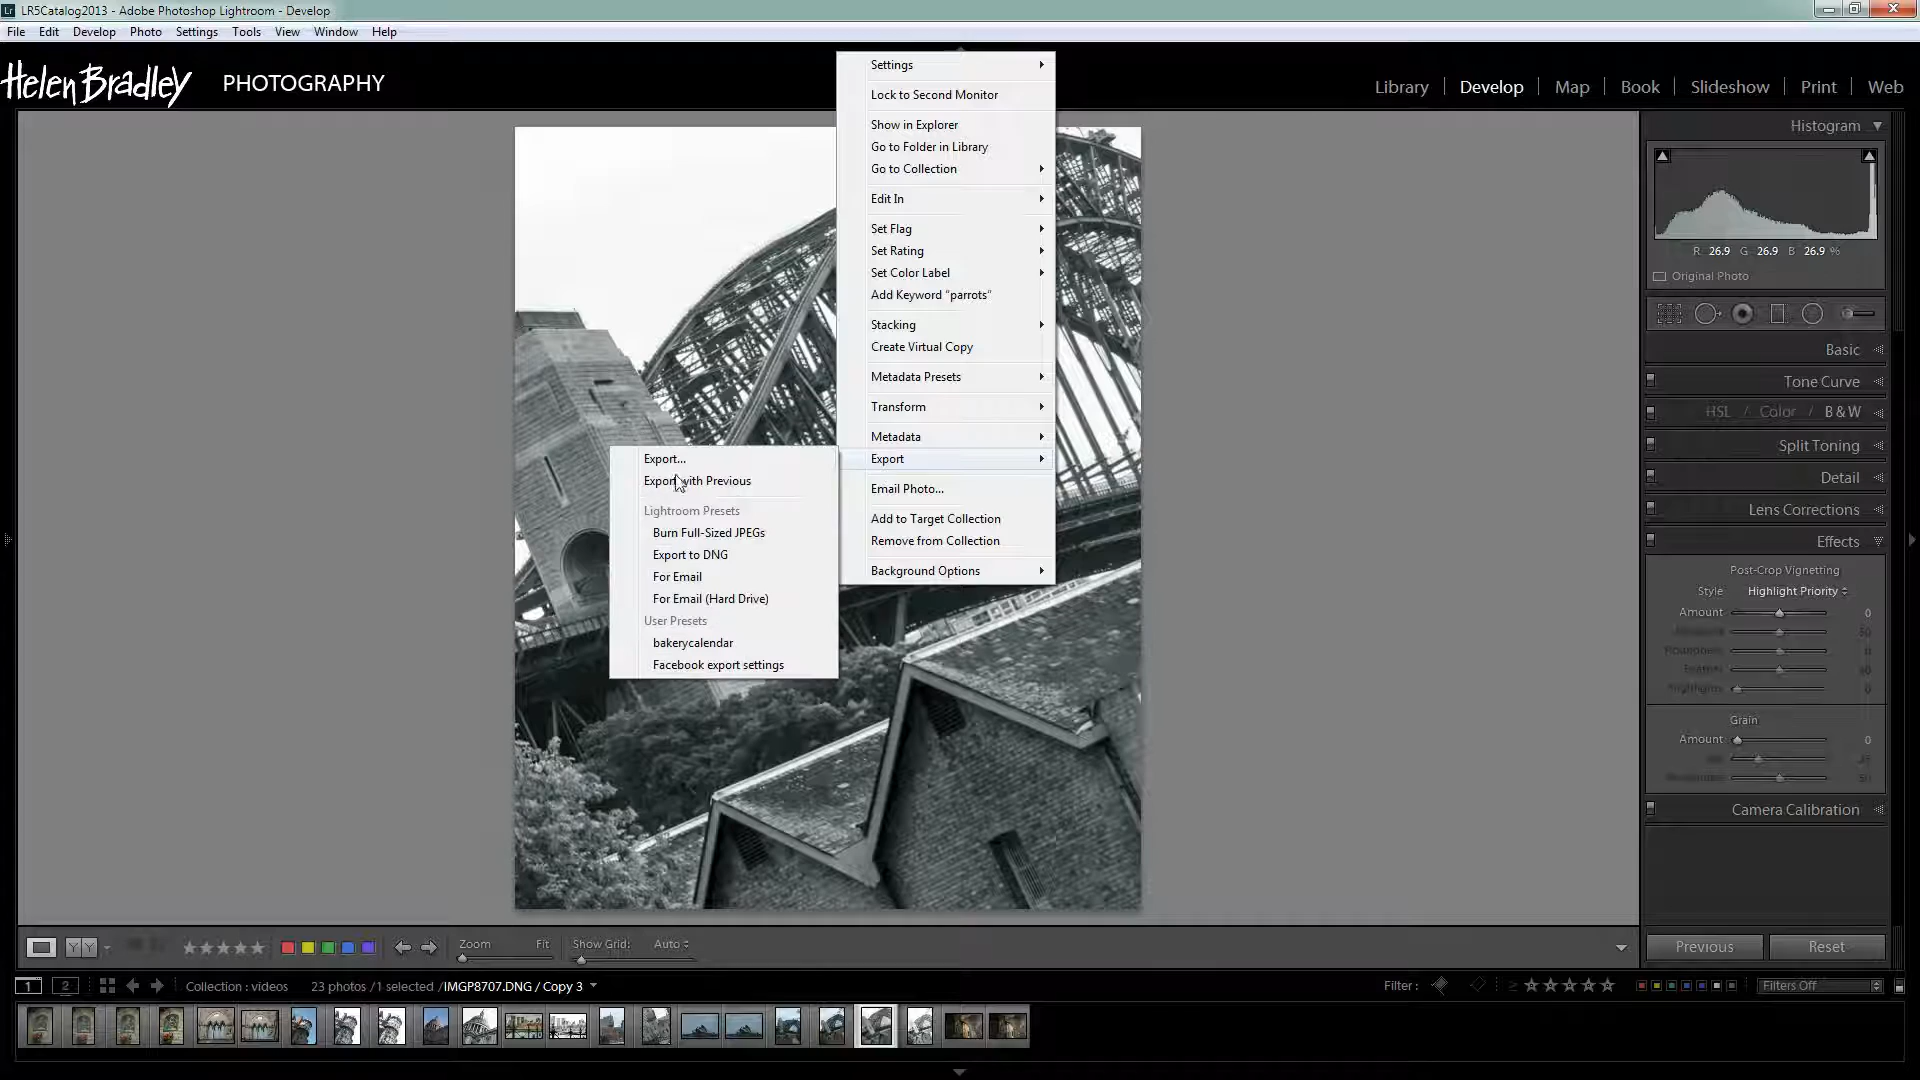 LR5Catalog2013 - Adobe Photoshop Lightroom - Develop
File Edit Develop Photo Settings Tools View Window Help
Helen Bradley PHOTOGRAPHY
Library Develop Map Book Slideshow Print Web
Settings
Lock to Second Monitor
Show in Explorer
Go to Folder in Library
Go to Collection
Edit In
Set Flag
Set Rating
Set Color Label
Add Keyword "parrots"
Stacking
Create Virtual Copy
Metadata Presets
Transform
Metadata
Export
Email Photo...
Add to Target Collection
Remove from Collection
Background Options
Export...
Export with Previous
Lightroom Presets
Burn Full-Sized JPEGs
Export to DNG
For Email
For Email (Hard Drive)
User Presets
bakerycalendar
Facebook export settings
Histogram
R 26.9 G 26.9 B 26.9 %
Original Photo
Basic
Tone Curve
HSL / Color / B & W
Split Toning
Detail
Lens Corrections
Effects
Post-Crop Vignetting
Style Highlight Priority
Amount 0
Grain
Amount 0
Camera Calibration
Previous Reset
YY Zoom Fit Show Grid: Auto
1 2 Collection : videos 23 photos /1 selected /IMGP8707.DNG / Copy 3 Filter : Filters Off